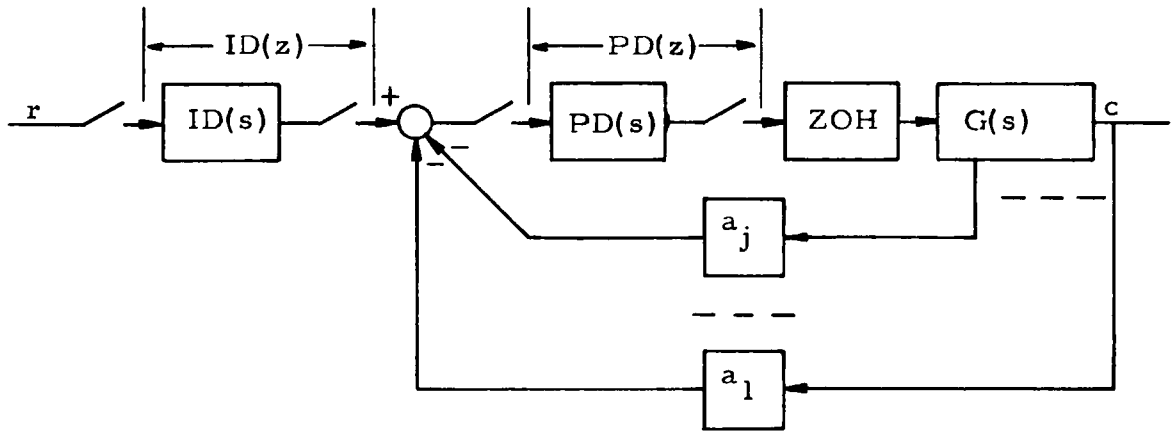 ID(z)
PD(z)
r
ID(s)
+
PD(s)
ZOH
G(s)
c
−
−
a_j
a_1